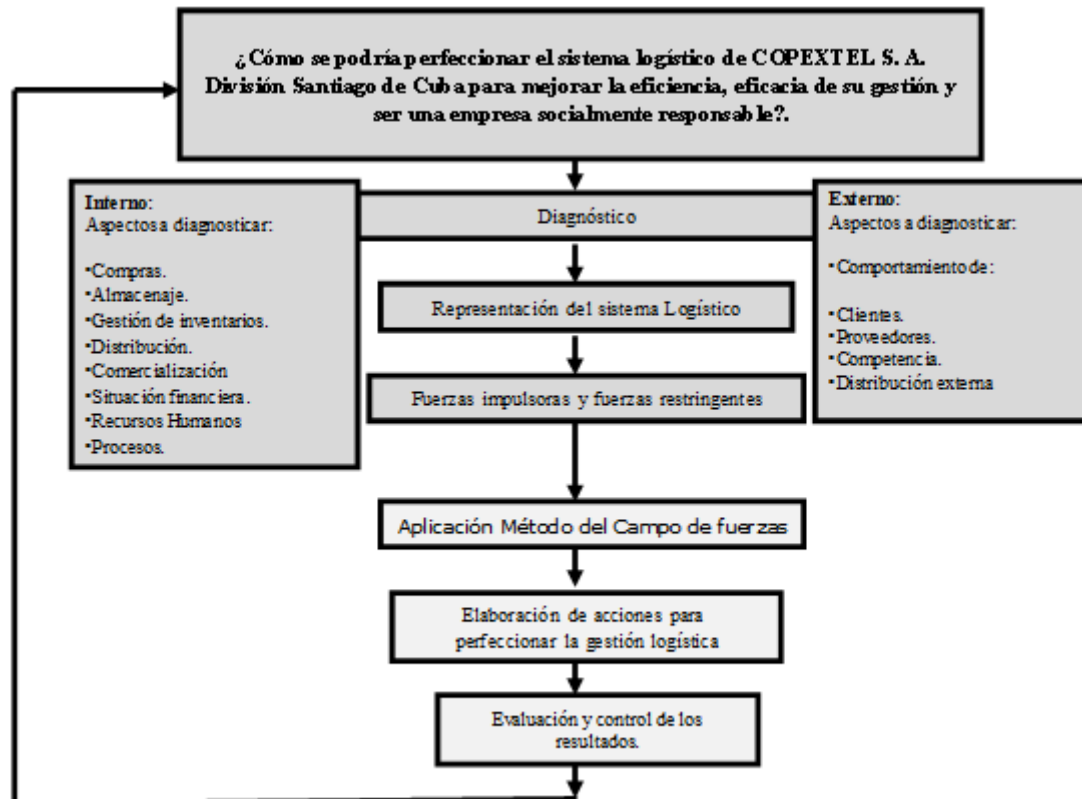 ¿Cómo se podría perfeccionar el sistema logístico de COPEXTEL S. A.
División Santiago de Cuba para mejorar la eficiencia, eficacia de su gestión y
ser una empresa socialmente responsable?.
Interno:
Aspectos a diagnosticar:
•Compras.
•Almacenaje.
•Gestión de inventarios.
•Distribución.
•Comercialización
•Situación financiera.
•Recursos Humanos
•Procesos.
Diagnóstico
Externo:
Aspectos a diagnosticar:
•Comportamiento de:
•Clientes.
•Proveedores.
•Competencia.
•Distribución externa
Representación del sistema Logístico
Fuerzas impulsoras y fuerzas restringentes
Aplicación Método del Campo de fuerzas
Elaboración de acciones para
perfeccionar la gestión logística
Evaluación y control de los
resultados.